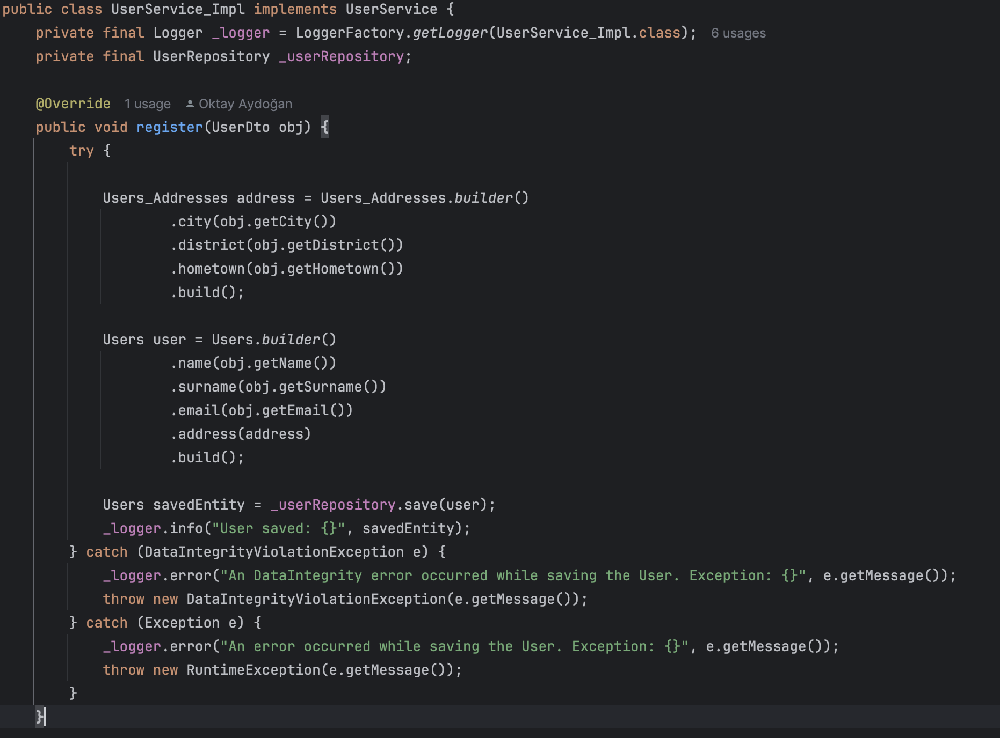 public class UserService_Impl implements UserService {
    private final Logger _logger = LoggerFactory.getLogger(UserService_Impl.class);  6 usages
    private final UserRepository _userRepository;

    @Override  1 usage  Oktay Aydoğan
    public void register(UserDto obj) {
        try {

            Users_Addresses address = Users_Addresses.builder()
                    .city(obj.getCity())
                    .district(obj.getDistrict())
                    .hometown(obj.getHometown())
                    .build();

            Users user = Users.builder()
                    .name(obj.getName())
                    .surname(obj.getSurname())
                    .email(obj.getEmail())
                    .address(address)
                    .build();

            Users savedEntity = _userRepository.save(user);
            _logger.info("User saved: {}", savedEntity);
        } catch (DataIntegrityViolationException e) {
            _logger.error("An DataIntegrity error occurred while saving the User. Exception: {}", e.getMessage());
            throw new DataIntegrityViolationException(e.getMessage());
        } catch (Exception e) {
            _logger.error("An error occurred while saving the User. Exception: {}", e.getMessage());
            throw new RuntimeException(e.getMessage());
        }
    }